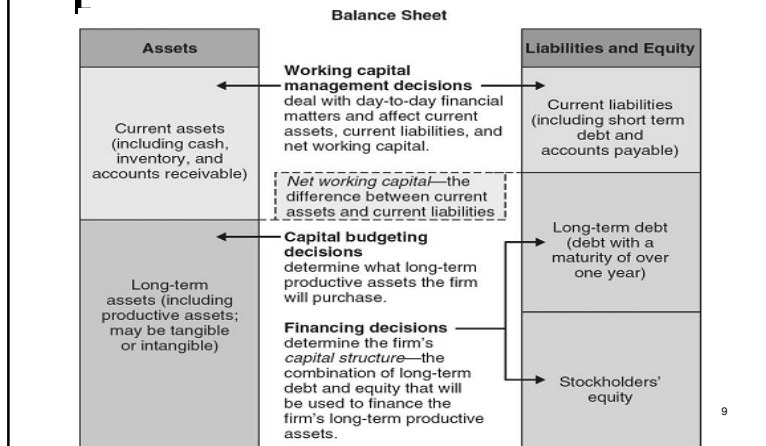 Balance Sheet
Assets
Current assets
(including cash,
inventory, and
accounts receivable)
Long-term
assets (including
productive assets;
may be tangible
or intangible)
Working capital
management decisions
deal with day-to-day financial
matters and affect current
assets, current liabilities, and
net working capital.
Net working capital—the
difference between current
assets and current liabilities
Capital budgeting
decisions
determine what long-term
productive assets the firm
will purchase.
Financing decisions
determine the firm's
capital structure—the
combination of long-term
debt and equity that will
be used to finance the
firm's long-term productive
assets.
Liabilities and Equity
Current liabilities
(including short term
debt and
accounts payable)
Long-term debt
(debt with a
maturity of over
one year)
Stockholders'
equity
9